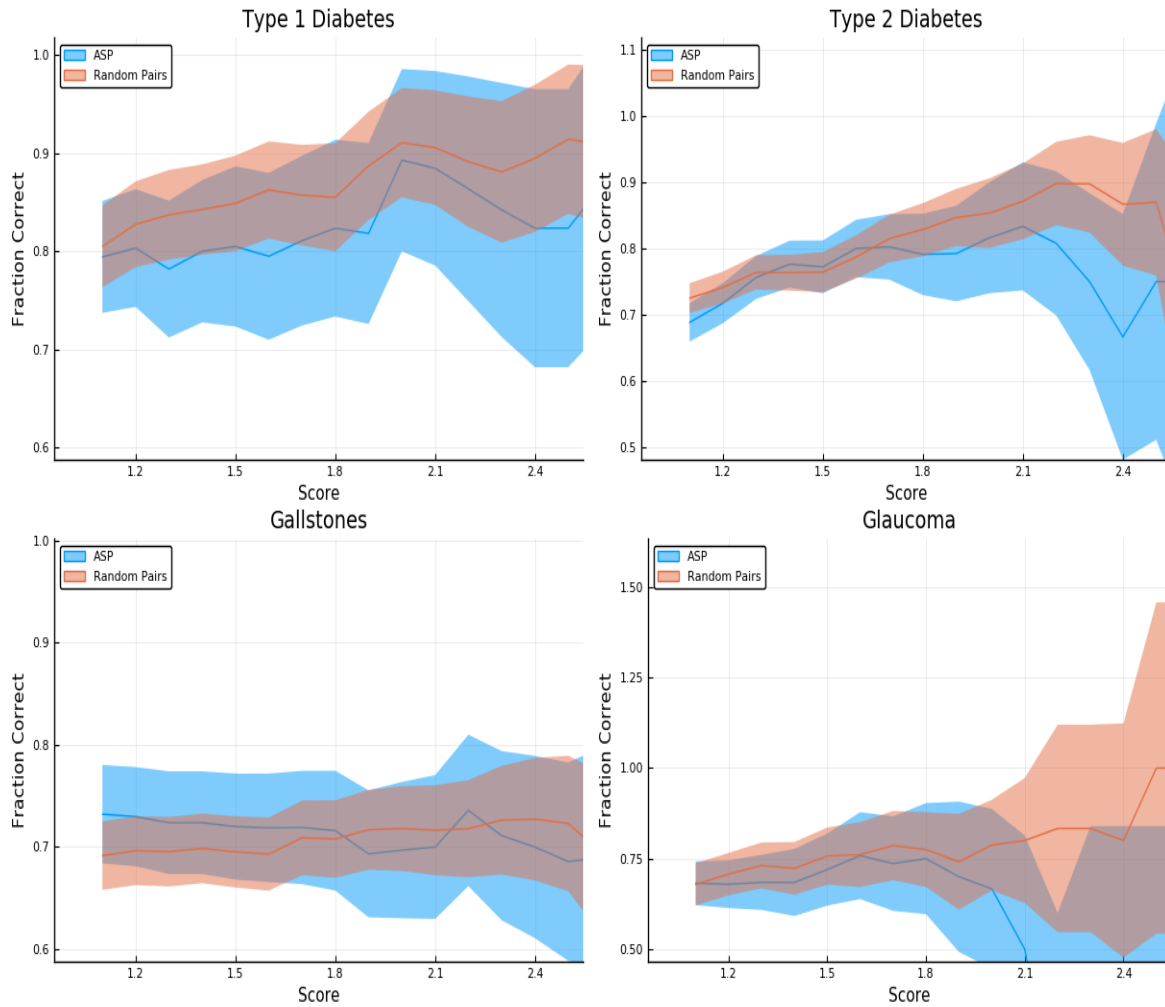 Type 1 Diabetes
ASP
Random Pairs
1.0
0.9
0.8
0.7
0.6
Fraction Correct
1.2 1.5 1.8 2.1 2.4
Score
Type 2 Diabetes
ASP
Random Pairs
1.1
1.0
0.9
0.8
0.7
0.6
0.5
Fraction Correct
1.2 1.5 1.8 2.1 2.4
Score
Gallstones
ASP
Random Pairs
1.0
0.9
0.8
0.7
0.6
Fraction Correct
1.2 1.5 1.8 2.1 2.4
Score
Glaucoma
ASP
Random Pairs
1.50
1.25
1.00
0.75
0.50
Fraction Correct
1.2 1.5 1.8 2.1 2.4
Score